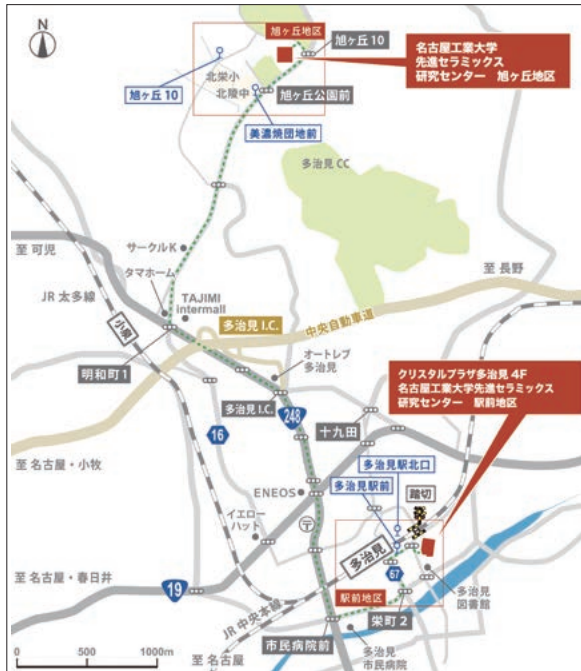 N
旭ヶ丘地区
旭ヶ丘 10
名古屋工業大学
先進セラミックス
研究センター 旭ヶ丘地区
北栄小
北陵中
旭ヶ丘 10
旭ヶ丘公園前
美濃焼団地前
多治見 CC
サークルK
至 可児
タマホーム
至 長野
JR 太多線
TAJIMI
intermall
小泉
多治見 I.C.
中央自動車道
オートレブ
多治見
クリスタルプラザ多治見 4F
名古屋工業大学先進セラミックス
研究センター 駅前地区
明和町 1
多治見 I.C.
248
16
十九田
至 名古屋・小牧
多治見駅北口
多治見駅前
踏切
ENEOS
イエロー
ハット
〒
多治見
至 名古屋・春日井
19
67
駅前地区
多治見
図書館
JR 中央本線
栄町 2
市民病院前
多治見
市民病院
至 名古屋
0 500 1000m